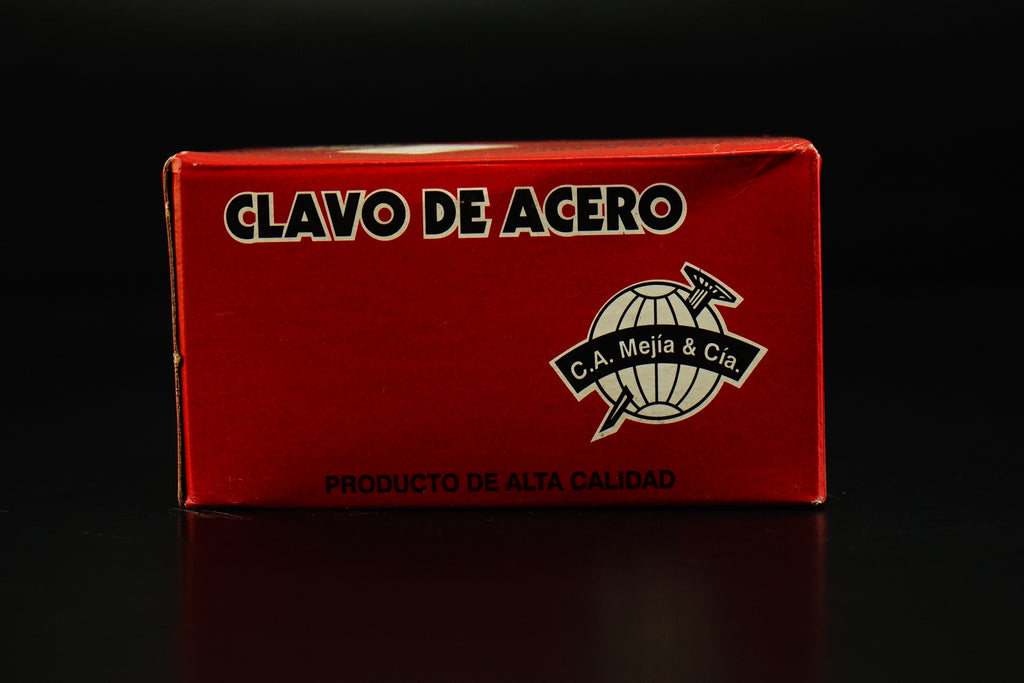 CLAVO DE ACERO
C.A. Mejía & Cía.
PRODUCTO DE ALTA CALIDAD